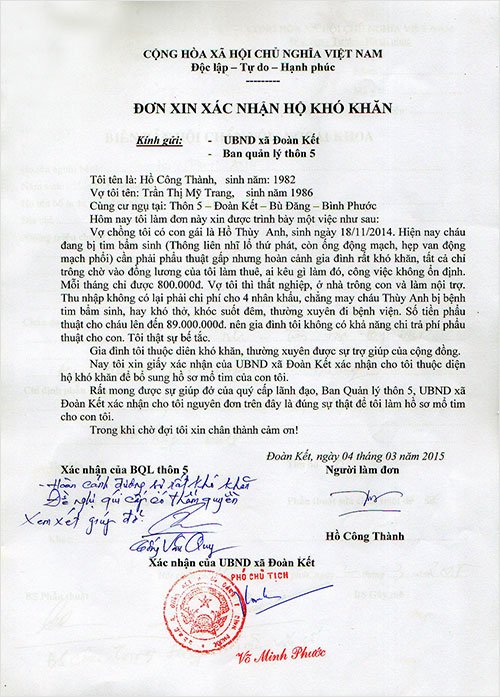 CỘNG HÒA XÃ HỘI CHỦ NGHĨA VIỆT NAM
Độc lập – Tự do – Hạnh phúc
---------
ĐƠN XIN XÁC NHẬN HỘ KHÓ KHĂN
Kính gửi: - UBND xã Đoàn Kết
- Ban quản lý thôn 5
Tôi tên là: Hồ Công Thành, sinh năm: 1982
Vợ tôi tên: Trần Thị Mỹ Trang, sinh năm 1986
Cùng cư ngụ tại: Thôn 5 – Đoàn Kết – Bù Đăng – Bình Phước
Hôm nay tôi làm đơn này xin được trình bày một việc như sau:
Vợ chồng tôi có con gái là Hồ Thùy Anh, sinh ngày 18/11/2014. Hiện nay cháu
đang bị tim bẩm sinh (Thông liên nhĩ lổ thứ phát, còn ống động mạch, hẹp van động
mạch phổi) cần phải phẩu thuật gấp nhưng hoàn cảnh gia đình rất khó khăn, tất cả chỉ
trông chờ vào đồng lương của tôi làm thuê, ai kêu gì làm đó, công việc không ổn định.
Mỗi tháng chỉ được 800.000đ. Vợ tôi thì thất nghiệp, ở nhà trông con và làm nội trợ.
Thu nhập không có lại phải chi phí cho 4 nhân khẩu, chẳng may cháu Thùy Anh bị bệnh
tim bẩm sinh, hay khó thở, khóc suốt đêm, thường xuyên đi bệnh viện. Số tiền phẩu
thuật cho cháu lên đến 89.000.000đ. nên gia đình tôi không có khả năng chi trả phí phẩu
thuật cho con. Tôi thật sự bế tắc.
Gia đình tôi thuộc diên khó khăn, thường xuyên được sự trợ giúp của cộng đồng.
Nay tôi xin giấy xác nhận của UBND xã Đoàn Kết xác nhận cho tôi thuộc diện
hộ khó khăn để bổ sung hồ sơ mổ tim của con tôi.
Rất mong được sự giúp đở của quý cấp lãnh đạo, Ban Quản lý thôn 5, UBND xã
Đoàn Kết xác nhận cho tôi nguyên đơn trên đây là đúng sự thật để tôi làm hồ sơ mổ tim
cho con tôi.
Trong khi chờ đợi tôi xin chân thành cảm ơn!
Đoàn Kết, ngày 04 tháng 03 năm 2015
Xác nhận của BQL thôn 5
Người làm đơn
- Hoàn cảnh đương sự rất khó khăn
Đề nghị quí cấp có thẩm quyền
Xem xét giúp đỡ
Hồ Công Thành
Xác nhận của UBND xã Đoàn Kết
PHÓ CHỦ TỊCH
Võ Minh Phước